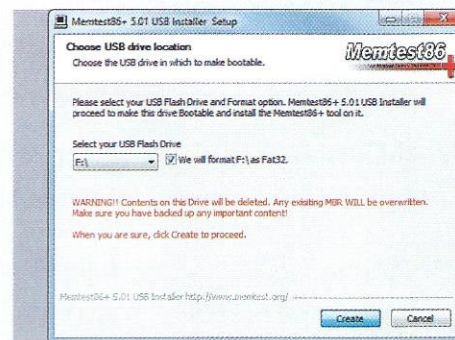 Memtest86+ 5.01 USB Installer Setup
Choose USB drive location
Choose the USB drive in which to make bootable.
Memtest86+
Please select your USB Flash Drive and Format option. Memtest86+ 5.01 USB Installer will
proceed to make this drive Bootable and install the Memtest86+ tool on it.
Select your USB Flash Drive
F:\
We will format F:\ as Fat32.
WARNING!! Contents on this Drive will be deleted. Any existing MBR WILL be overwritten.
Make sure you have backed up any important content!
When you are sure, click Create to proceed.
Memtest86+ 5.01 USB Installer http://www.memtest.org/
Create
Cancel